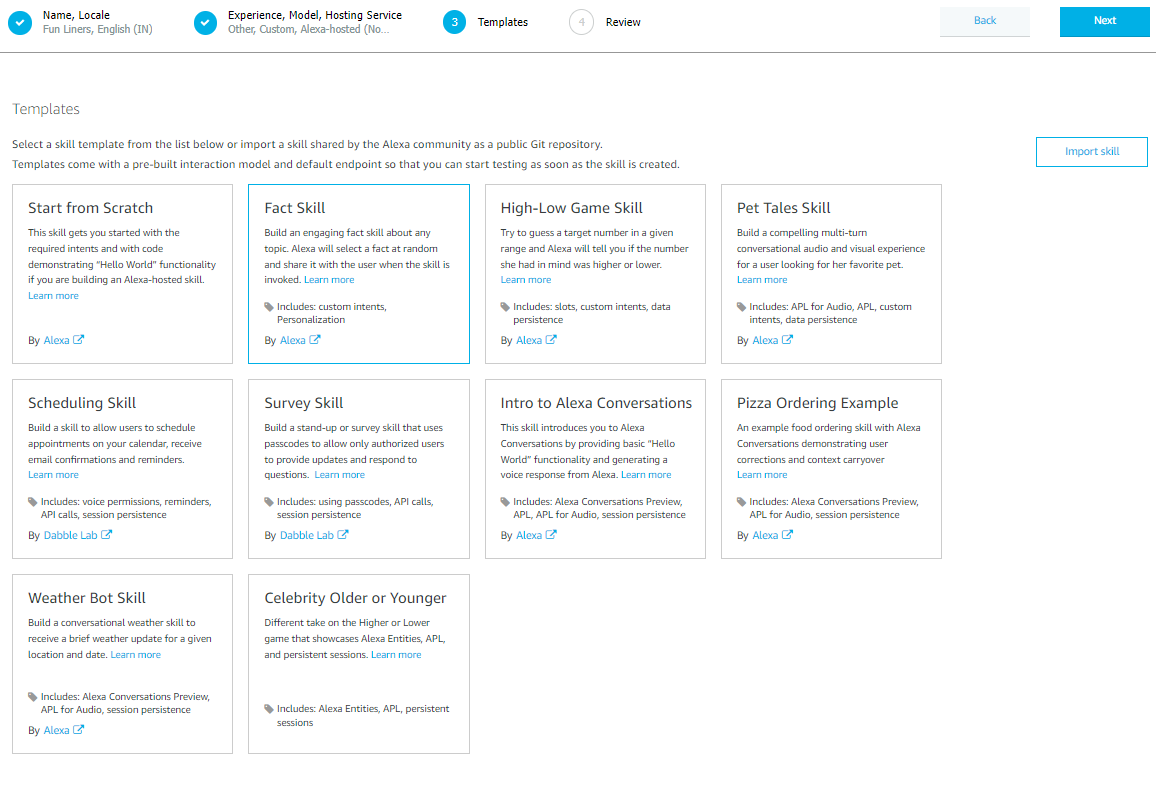 Name, Locale
Fun Liners, English (IN)
Experience, Model, Hosting Service
Other, Custom, Alexa-hosted (No...
3
Templates
4
Review
Back
Next
Templates
Select a skill template from the list below or import a skill shared by the Alexa community as a public Git repository.
Templates come with a pre-built interaction model and default endpoint so that you can start testing as soon as the skill is created.
Import skill
Start from Scratch
This skill gets you started with the
required intents and with code
demonstrating “Hello World” functionality
if you are building an Alexa-hosted skill.
Learn more
By Alexa
Fact Skill
Build an engaging fact skill about any
topic. Alexa will select a fact at random
and share it with the user when the skill is
invoked. Learn more
Includes: custom intents,
Personalization
By Alexa
High-Low Game Skill
Try to guess a target number in a given
range and Alexa will tell you if the number
she had in mind was higher or lower.
Learn more
Includes: slots, custom intents, data
persistence
By Alexa
Pet Tales Skill
Build a compelling multi-turn
conversational audio and visual experience
for a user looking for her favorite pet.
Learn more
Includes: APL for Audio, APL, custom
intents, data persistence
By Alexa
Scheduling Skill
Build a skill to allow users to schedule
appointments on your calendar, receive
email confirmations and reminders.
Learn more
Includes: voice permissions, reminders,
API calls, session persistence
By Dabble Lab
Survey Skill
Build a stand-up or survey skill that uses
passcodes to allow only authorized users
to provide updates and respond to
questions. Learn more
Includes: using passcodes, API calls,
session persistence
By Dabble Lab
Intro to Alexa Conversations
This skill introduces you to Alexa
Conversations by providing basic “Hello
World” functionality and generating a
voice response from Alexa. Learn more
Includes: Alexa Conversations Preview,
APL, APL for Audio, session persistence
By Alexa
Pizza Ordering Example
An example food ordering skill with Alexa
Conversations demonstrating user
corrections and context carryover
Learn more
Includes: Alexa Conversations Preview,
APL for Audio, session persistence
By Alexa
Weather Bot Skill
Build a conversational weather skill to
receive a brief weather update for a given
location and date. Learn more
Includes: Alexa Conversations Preview,
APL for Audio, session persistence
By Alexa
Celebrity Older or Younger
Different take on the Higher or Lower
game that showcases Alexa Entities, APL,
and persistent sessions. Learn more
Includes: Alexa Entities, APL, persistent
sessions